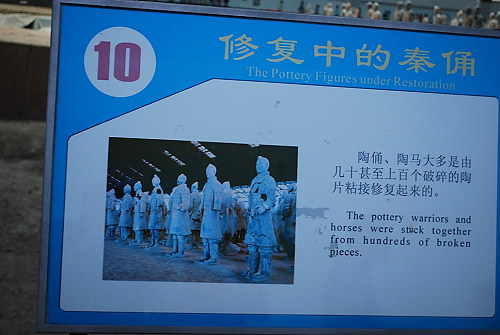 10
修复中的秦俑
The Pottery Figures under Restoration
陶俑、陶马大多是由
几十甚至上百个破碎的陶
片粘接修复起来的。
The pottery warriors and
horses were stuck together
from hundreds of broken
pieces.